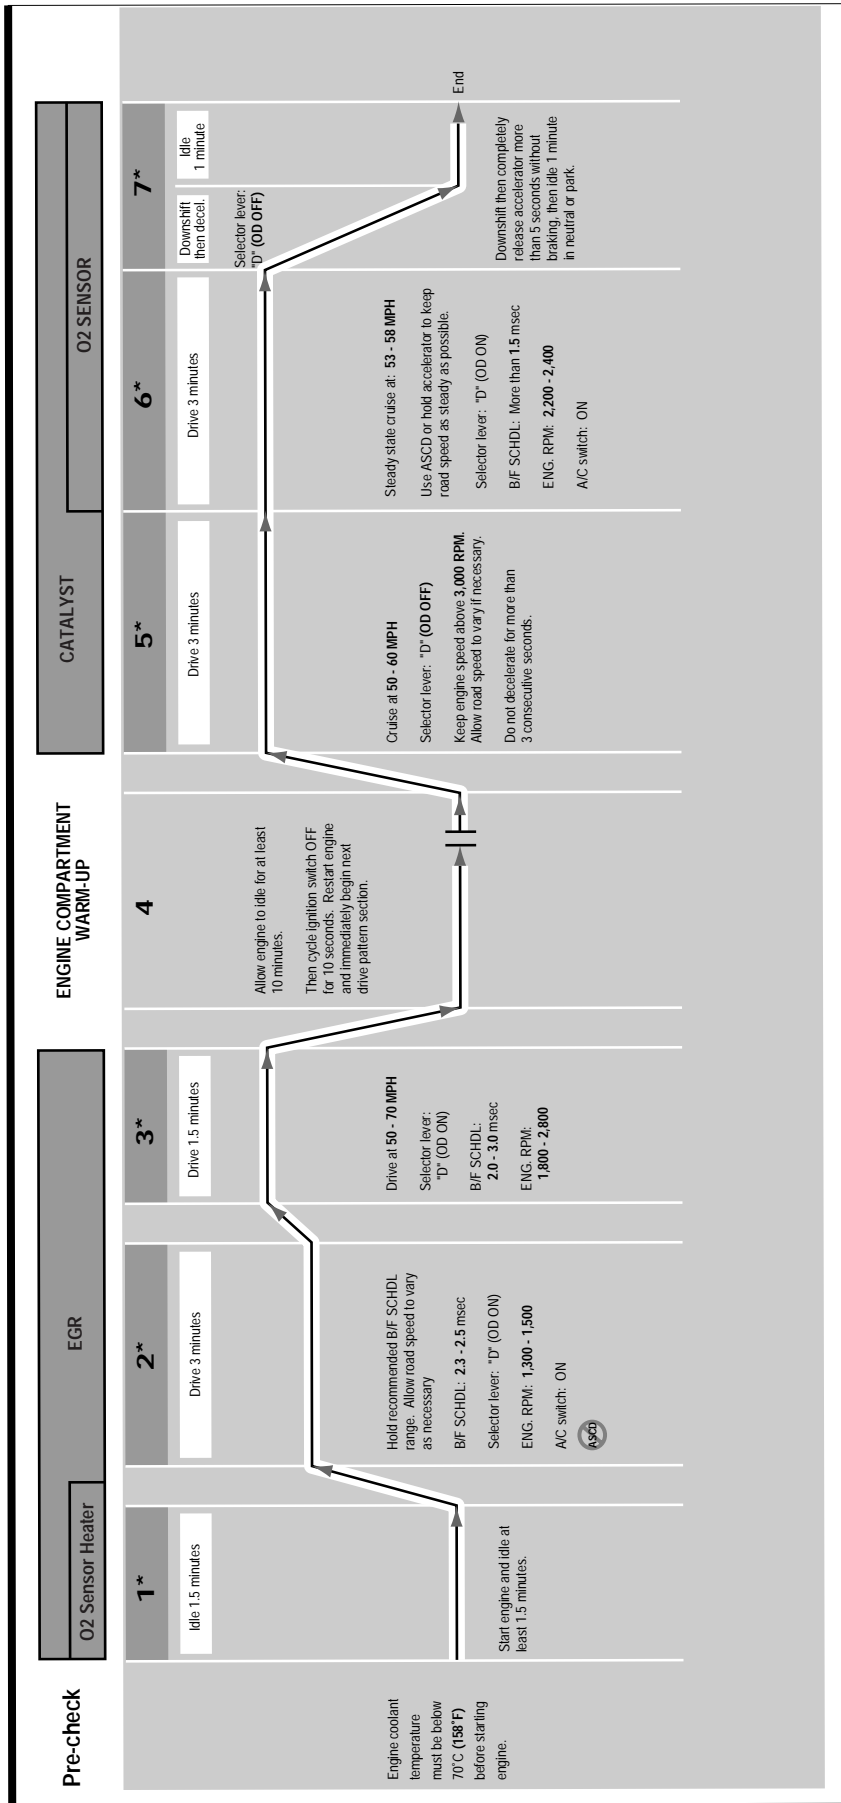 Pre-check
Engine coolant
temperature
must be below
70˚C (158˚F)
before starting
engine.
EGR
O2 Sensor Heater
1*
Idle 1.5 minutes
Start engine and idle at
least 1.5 minutes.
2*
Drive 3 minutes
Hold recommended B/F SCHDL
range. Allow road speed to vary
as necessary
B/F SCHDL: 2.3 - 2.5 msec
Selector lever: "D" (OD ON)
ENG. RPM: 1,300 - 1,500
A/C switch: ON
ASCD
3*
Drive 1.5 minutes
Drive at 50 - 70 MPH
Selector lever:
"D" (OD ON)
B/F SCHDL:
2.0 - 3.0 msec
ENG. RPM:
1,800 - 2,800
ENGINE COMPARTMENT
WARM-UP
4
Allow engine to idle for at least
10 minutes.
Then cycle ignition switch OFF
for 10 seconds. Restart engine
and immediately begin next
drive pattern section.
CATALYST
O2 SENSOR
5*
Drive 3 minutes
Cruise at 50 - 60 MPH
Selector lever: "D" (OD OFF)
Keep engine speed above 3,000 RPM.
Allow road speed to vary if necessary.
Do not decelerate for more than
3 consecutive seconds.
6*
Drive 3 minutes
Steady state cruise at: 53 - 58 MPH
Use ASCD or hold accelerator to keep
road speed as steady as possible.
Selector lever: "D" (OD ON)
B/F SCHDL: More than 1.5 msec
ENG. RPM: 2,200 - 2,400
A/C switch: ON
7*
Downshift
then decel.
Idle
1 minute
Selector lever:
"D" (OD OFF)
End
Downshift then completely
release accelerator more
than 5 seconds without
braking, then idle 1 minute
in neutral or park.